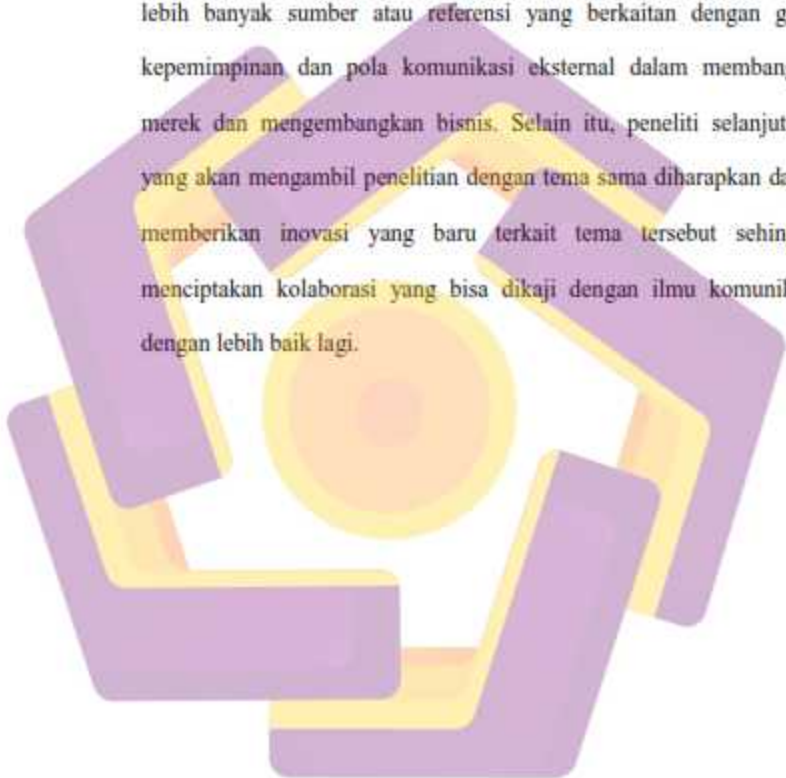 lebih banyak sumber atau referensi yang berkaitan dengan g
kepemimpinan dan pola komunikasi eksternal dalam membang
merek dan mengembangkan bisnis. Selain itu, peneliti selanjut
yang akan mengambil penelitian dengan tema sama diharapkan da
memberikan inovasi yang baru terkait tema tersebut sehin
menciptakan kolaborasi yang bisa dikaji dengan ilmu komunik
dengan lebih baik lagi.